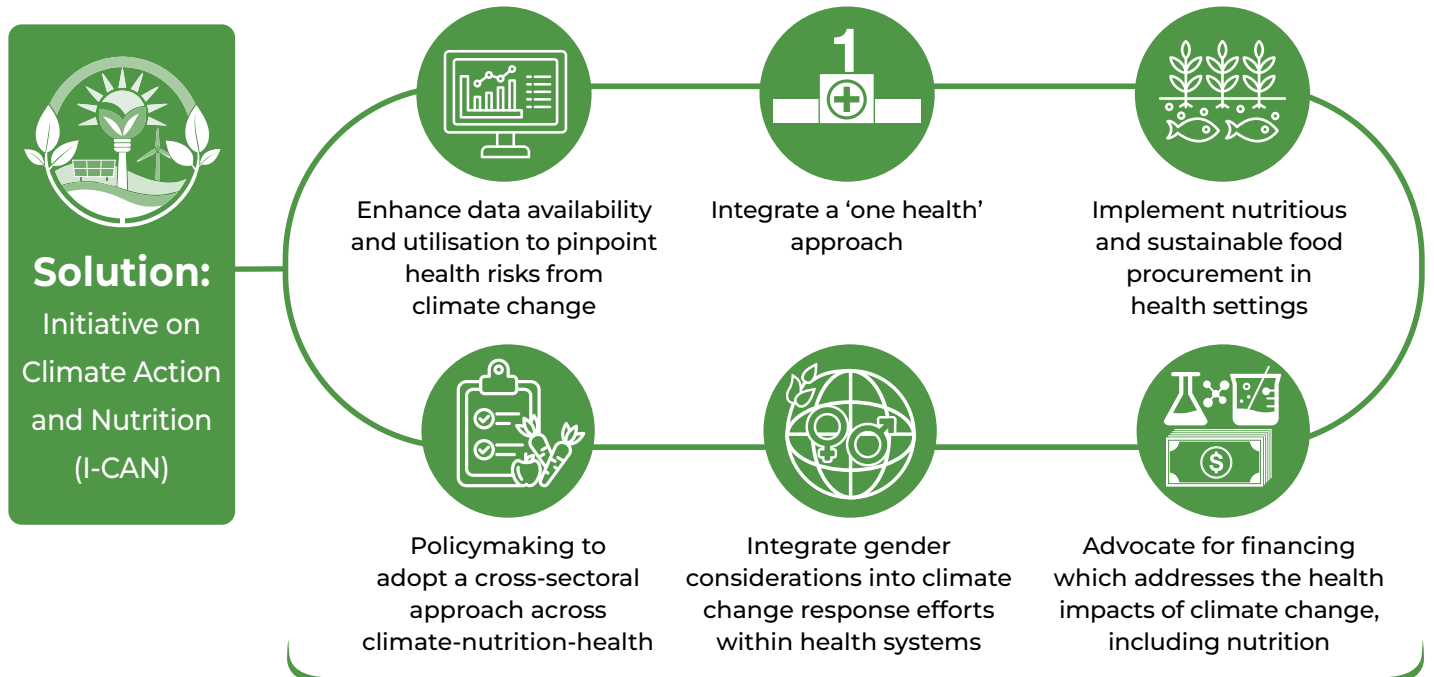 Solution:
Initiative on
Climate Action
and Nutrition
(I-CAN)
Enhance data availability
and utilisation to pinpoint
health risks from
climate change
1
Integrate a ‘one health’
approach
Implement nutritious
and sustainable food
procurement in
health settings
Policymaking to
adopt a cross-sectoral
approach across
climate-nutrition-health
Integrate gender
considerations into climate
change response efforts
within health systems
$
Advocate for financing
which addresses the health
impacts of climate change,
including nutrition